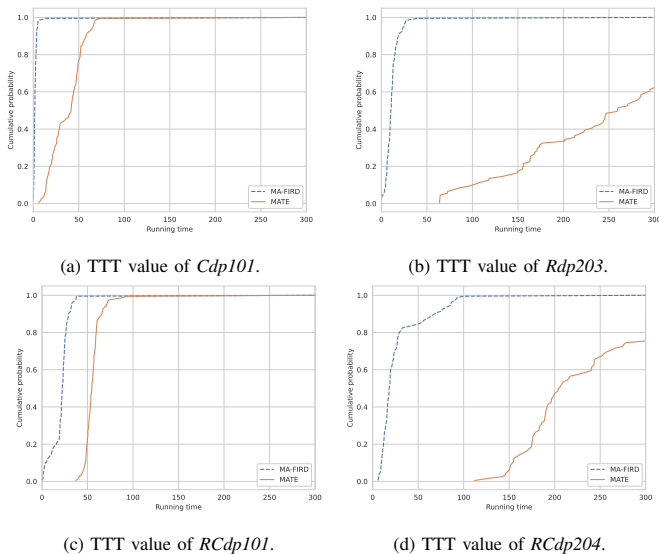 1.0
0.8
0.6
0.4
0.2
0.0
Cumulative probability
0 50 100 150 200 250 300
Running time
MA-FIRD
MATE
(a) TTT value of Cdp101.
1.0
0.8
0.6
0.4
0.2
0.0
Cumulative probability
0 50 100 150 200 250 300
Running time
MA-FIRD
MATE
(b) TTT value of Rdp203.
1.0
0.8
0.6
0.4
0.2
0.0
Cumulative probability
0 50 100 150 200 250 300
Running time
MA-FIRD
MATE
(c) TTT value of RCdp101.
1.0
0.8
0.6
0.4
0.2
0.0
Cumulative probability
0 50 100 150 200 250 300
Running time
MA-FIRD
MATE
(d) TTT value of RCdp204.